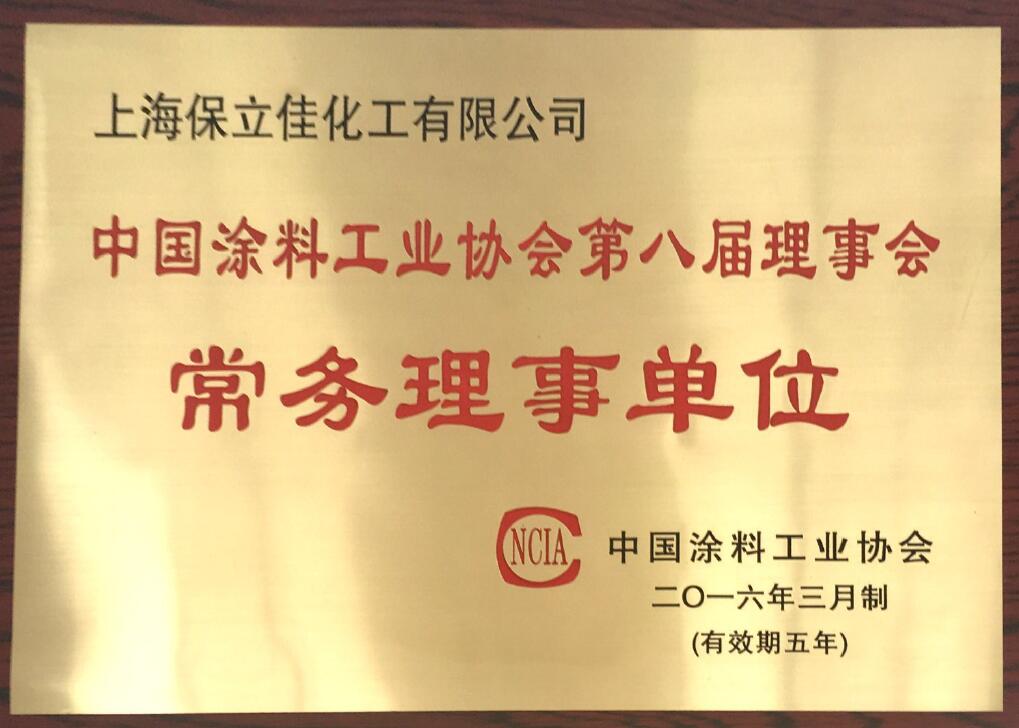 上海保立佳化工有限公司
中国涂料工业协会第八届理事会
常务理事单位
NCIA
中国涂料工业协会
二〇一六年三月制
(有效期五年)